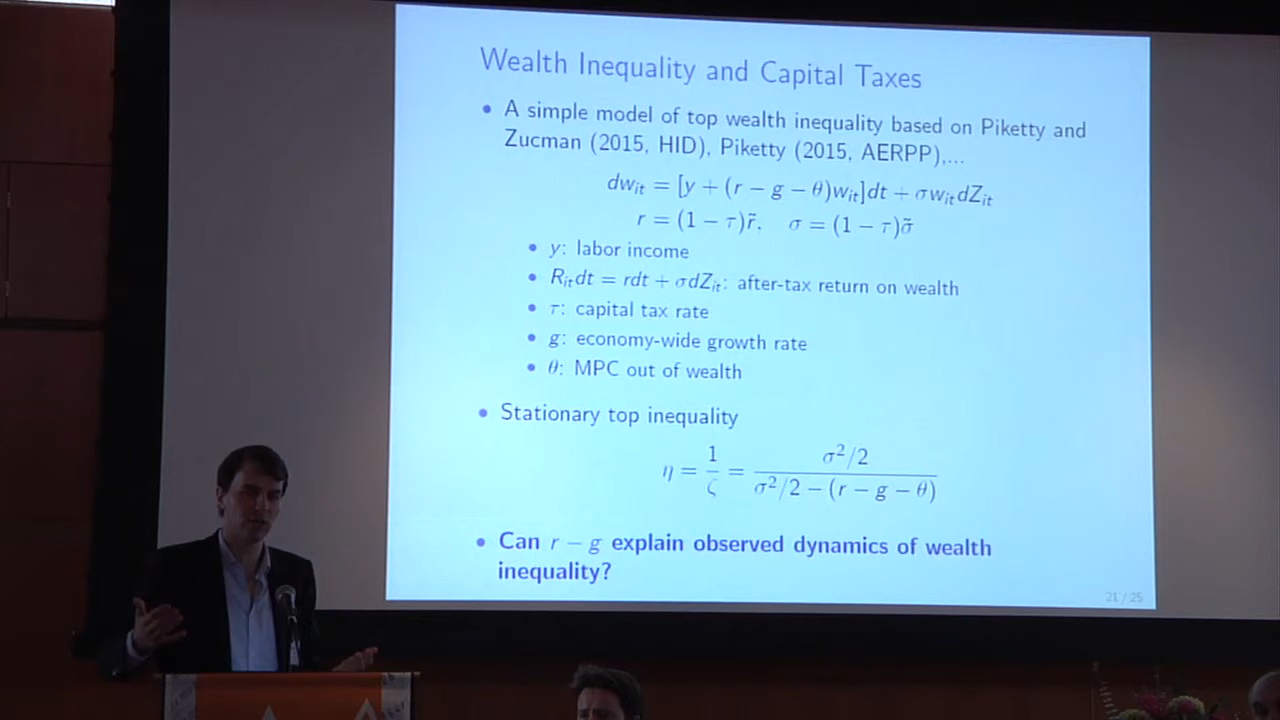 Wealth Inequality and Capital Taxes
• A simple model of top wealth inequality based on Piketty and
Zucman (2015, HID), Piketty (2015, AERPP),...
dw_it = [y + (r − g − θ)w_it]dt + σw_it dZ_it
r = (1 − τ)r̃, σ = (1 − τ)σ̃
• y: labor income
• R_it dt = rdt + σdZ_it: after-tax return on wealth
• τ: capital tax rate
• g: economy-wide growth rate
• θ: MPC out of wealth
• Stationary top inequality
η = 1/ζ = (σ²/2)/(σ²/2 − (r − g − θ))
• Can r − g explain observed dynamics of wealth
inequality?
21 / 25